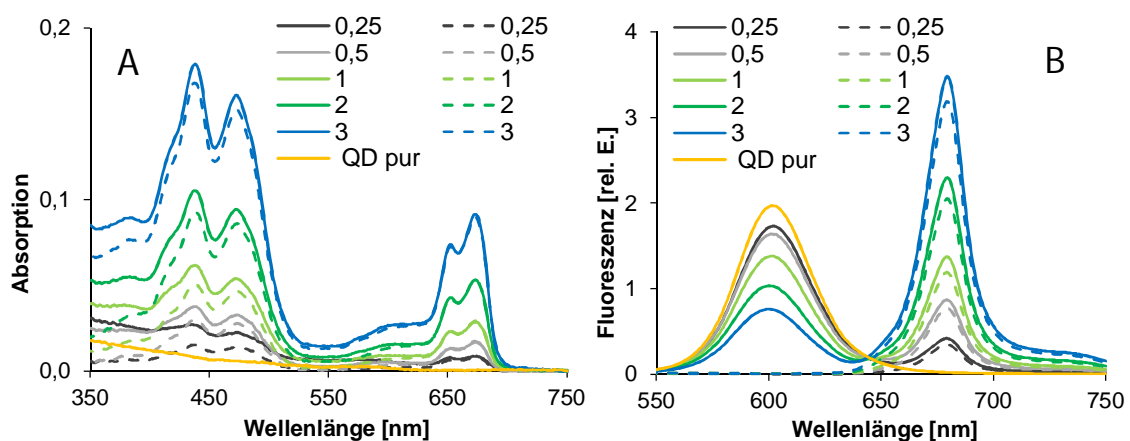 A
0,25 0,25
0,5 0,5
1 1
2 2
3 3
QD pur
0,2
0,1
0,0
Absorption
350 450 550 650 750
Wellenlänge [nm]
B
0,25 0,25
0,5 0,5
1 1
2 2
3 3
QD pur
4
3
2
1
0
Fluoreszenz [rel. E.]
550 600 650 700 750
Wellenlänge [nm]